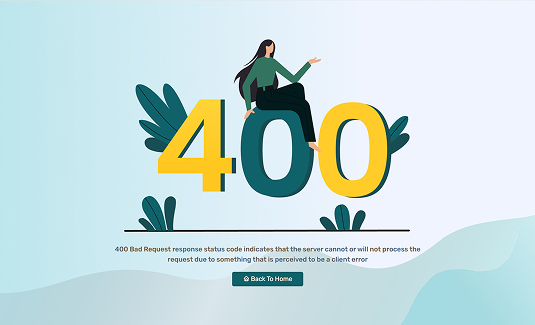 400
400 Bad Request response status code indicates that the server cannot or will not process the
request due to something that is perceived to be a client error
Back To Home